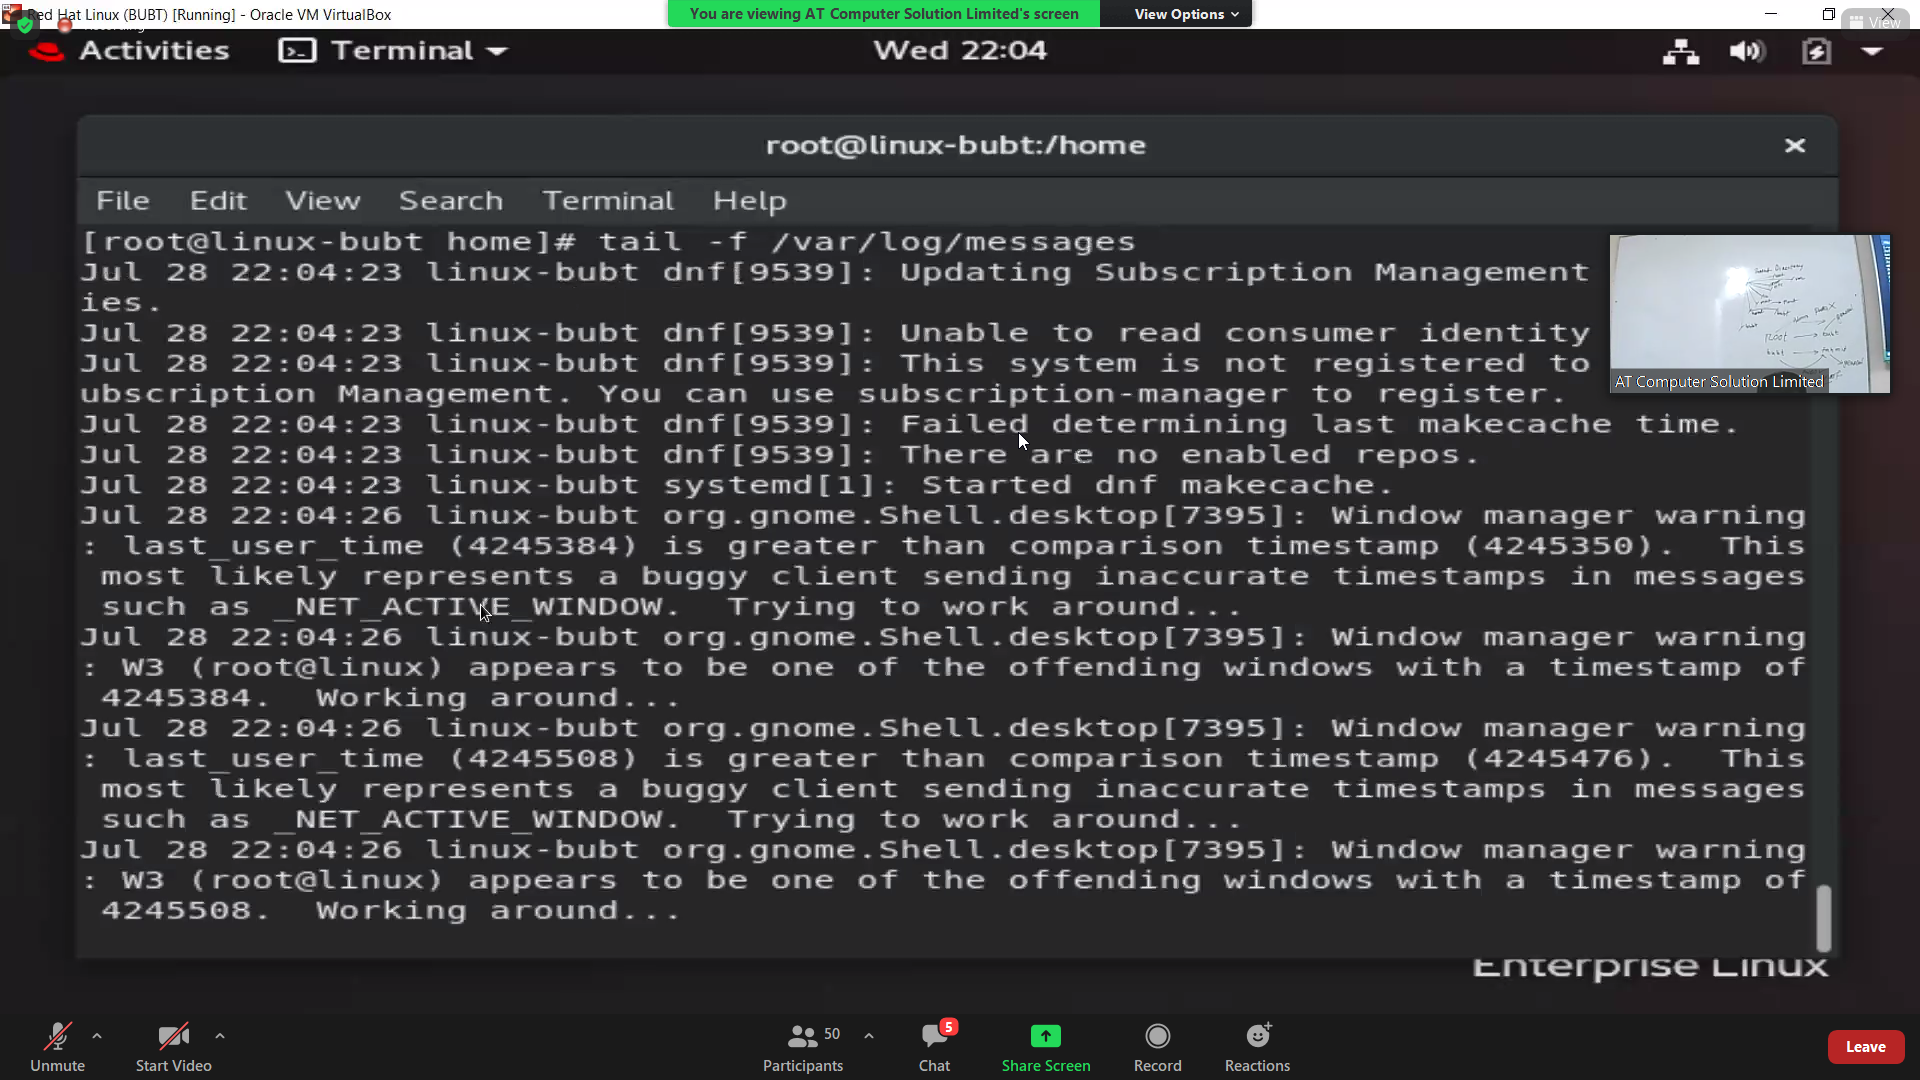 Red Hat Linux (BUBT) [Running] - Oracle VM VirtualBox
You are viewing AT Computer Solution Limited's screen
View Options
View
Recording
Activities
Terminal
Wed 22:04
root@linux-bubt:/home
File Edit View Search Terminal Help
[root@linux-bubt home]# tail -f /var/log/messages
Jul 28 22:04:23 linux-bubt dnf[9539]: Updating Subscription Management
ies.
Jul 28 22:04:23 linux-bubt dnf[9539]: Unable to read consumer identity
Jul 28 22:04:23 linux-bubt dnf[9539]: This system is not registered to
ubscription Management. You can use subscription-manager to register.
Jul 28 22:04:23 linux-bubt dnf[9539]: Failed determining last makecache time.
Jul 28 22:04:23 linux-bubt dnf[9539]: There are no enabled repos.
Jul 28 22:04:23 linux-bubt systemd[1]: Started dnf makecache.
Jul 28 22:04:26 linux-bubt org.gnome.Shell.desktop[7395]: Window manager warning
: last_user_time (4245384) is greater than comparison timestamp (4245350).  This
most likely represents a buggy client sending inaccurate timestamps in messages
such as _NET_ACTIVE_WINDOW.  Trying to work around...
Jul 28 22:04:26 linux-bubt org.gnome.Shell.desktop[7395]: Window manager warning
: W3 (root@linux) appears to be one of the offending windows with a timestamp of
4245384.  Working around...
Jul 28 22:04:26 linux-bubt org.gnome.Shell.desktop[7395]: Window manager warning
: last_user_time (4245508) is greater than comparison timestamp (4245476).  This
most likely represents a buggy client sending inaccurate timestamps in messages
such as _NET_ACTIVE_WINDOW.  Trying to work around...
Jul 28 22:04:26 linux-bubt org.gnome.Shell.desktop[7395]: Window manager warning
: W3 (root@linux) appears to be one of the offending windows with a timestamp of
4245508.  Working around...
AT Computer Solution Limited
Enterprise Linux
Unmute
Start Video
50
Participants
5
Chat
Share Screen
Record
Reactions
Leave